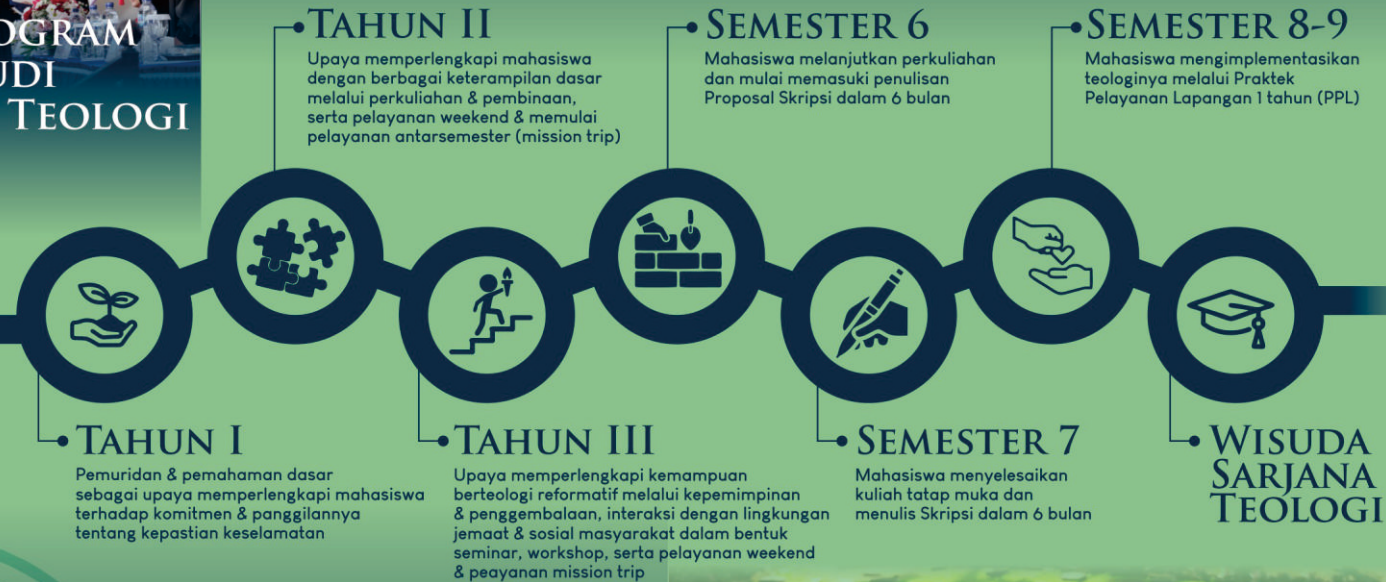 TEOLOGI
TAHUN I
Pemuridan & pemahaman dasar
sebagai upaya memperlengkapi mahasiswa
terhadap komitmen & panggilannya
tentang kepastian keselamatan
TAHUN II
Upaya memperlengkapi mahasiswa
dengan berbagai keterampilan dasar
melalui perkuliahan & pembinaan,
serta pelayanan weekend & memulai
pelayanan antarsemester (mission trip)
TAHUN III
Upaya memperlengkapi kemampuan
berteologi reformatif melalui kepemimpinan
& penggembalaan, interaksi dengan lingkungan
jemaat & sosial masyarakat dalam bentuk
seminar, workshop, serta pelayanan weekend
& peayanan mission trip
SEMESTER 6
Mahasiswa melanjutkan perkuliahan
dan mulai memasuki penulisan
Proposal Skripsi dalam 6 bulan
SEMESTER 7
Mahasiswa menyelesaikan
kuliah tatap muka dan
menulis Skripsi dalam 6 bulan
SEMESTER 8-9
Mahasiswa mengimplementasikan
teologinya melalui Praktek
Pelayanan Lapangan 1 tahun (PPL)
WISUDA
SARJANA
TEOLOGI